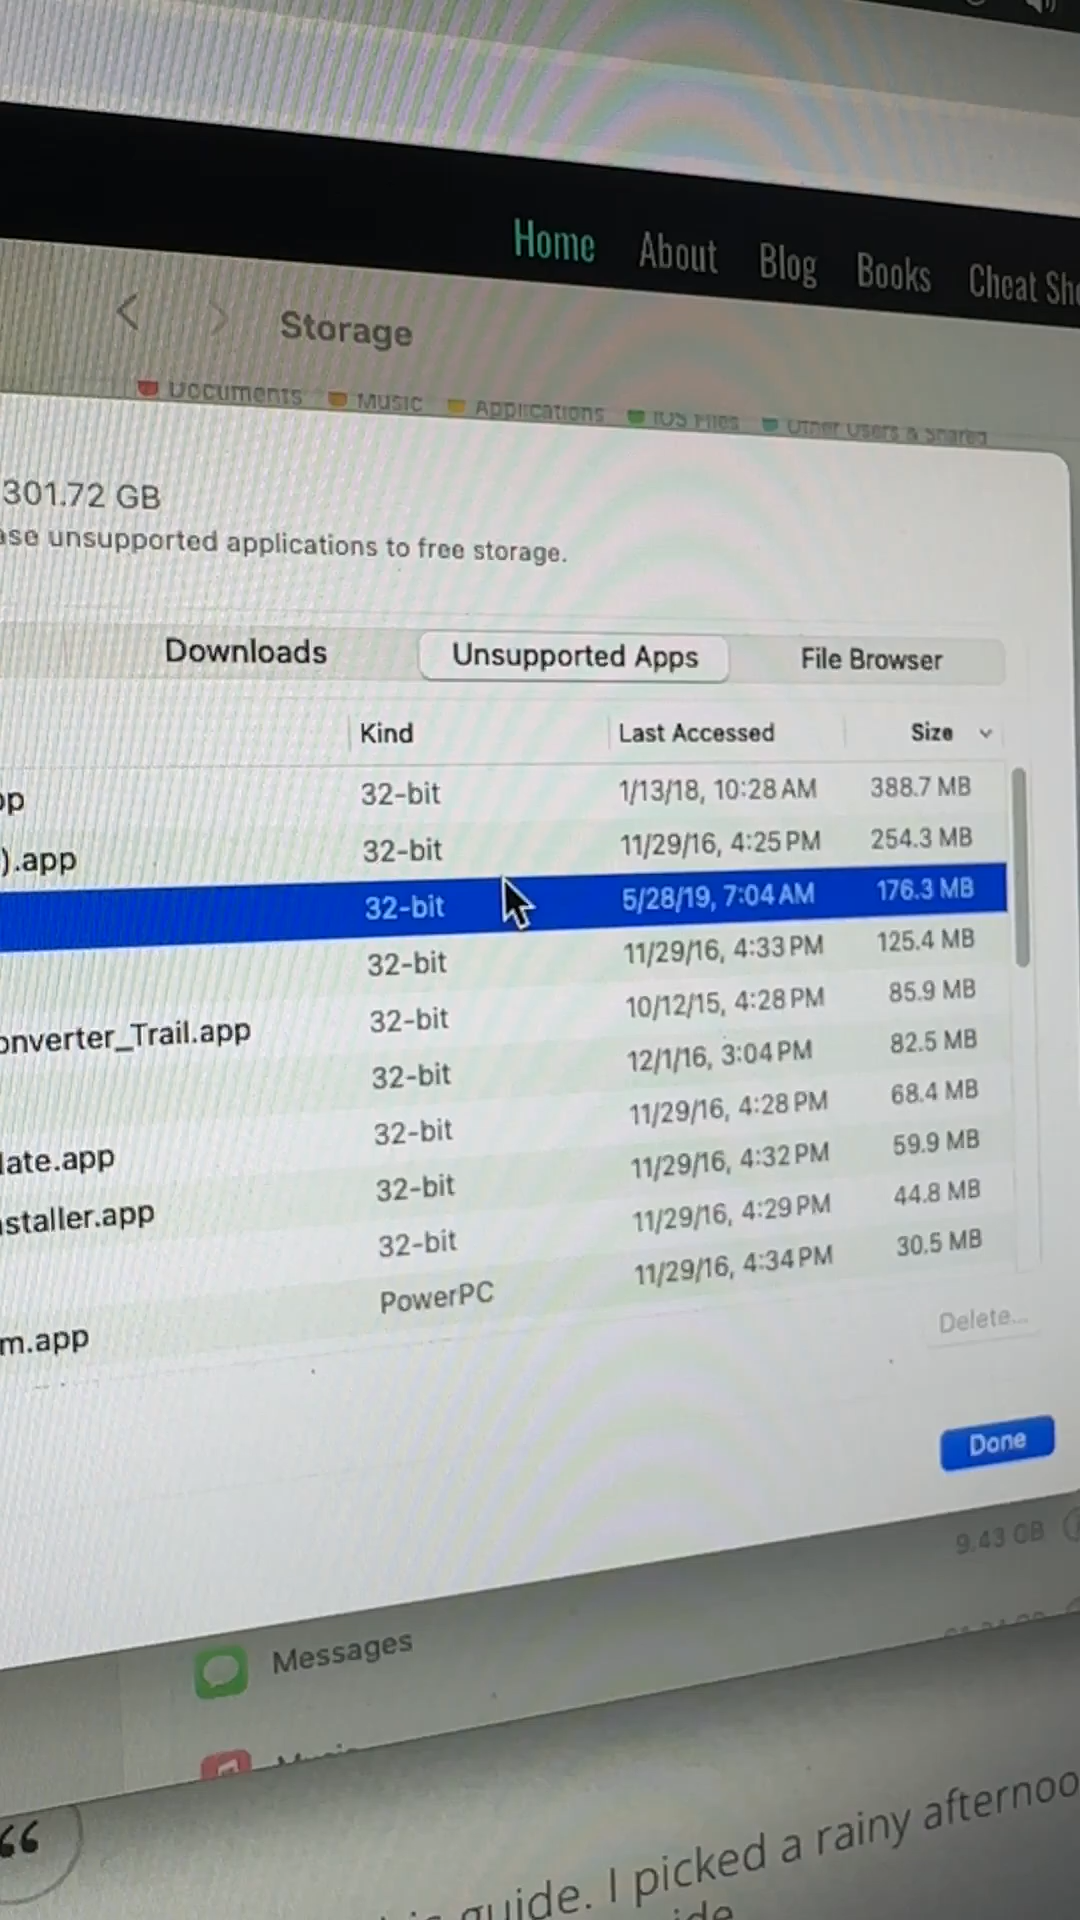 Home About Blog Books Cheat
Storage
Documents Music Applications iOS Files Other Users & Shared
301.72 GB
unsupported applications to free storage.
Downloads Unsupported Apps File Browser
Kind Last Accessed Size
32-bit 1/13/18, 10:28 AM 388.7 MB
).app 32-bit 11/29/16, 4:25 PM 254.3 MB
32-bit 5/28/19, 7:04 AM 176.3 MB
32-bit 11/29/16, 4:33 PM 125.4 MB
onverter_Trail.app 32-bit 10/12/15, 4:28 PM 85.9 MB
32-bit 12/1/16, 3:04 PM 82.5 MB
late.app 32-bit 11/29/16, 4:28 PM 68.4 MB
staller.app 32-bit 11/29/16, 4:32 PM 59.9 MB
32-bit 11/29/16, 4:29 PM 44.8 MB
m.app PowerPC 11/29/16, 4:34 PM 30.5 MB
Delete...
Done
9.43 GB
Messages
Music
guide. I picked a rainy afternoo